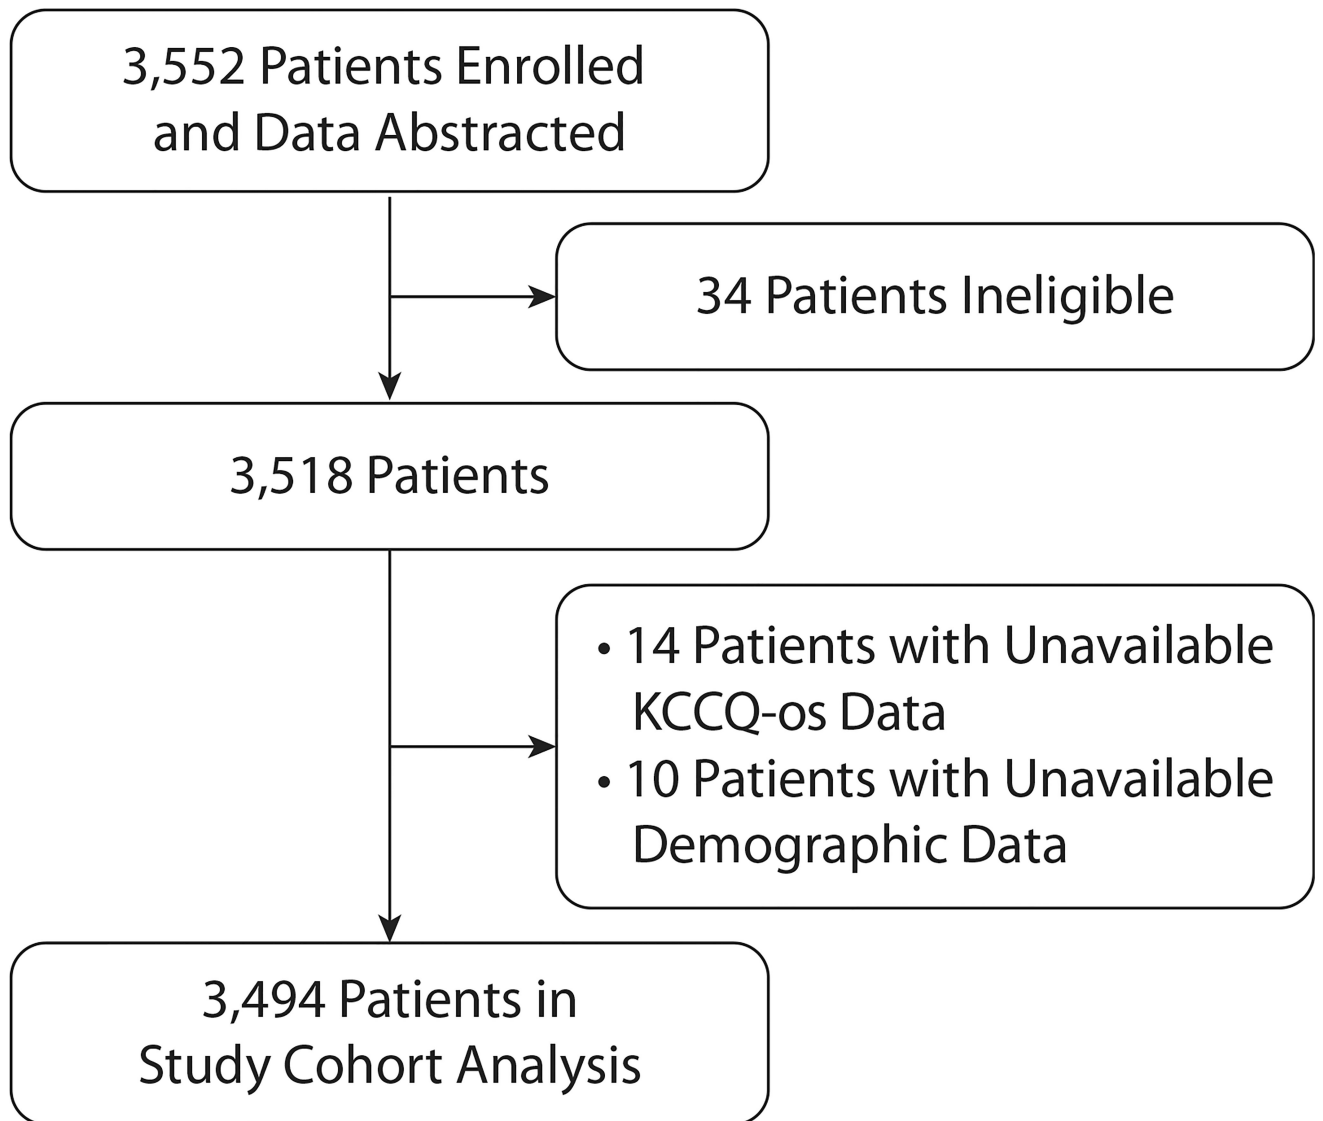 3,552 Patients Enrolled
and Data Abstracted
34 Patients Ineligible
3,518 Patients
• 14 Patients with Unavailable
KCCQ-os Data
• 10 Patients with Unavailable
Demographic Data
3,494 Patients in
Study Cohort Analysis